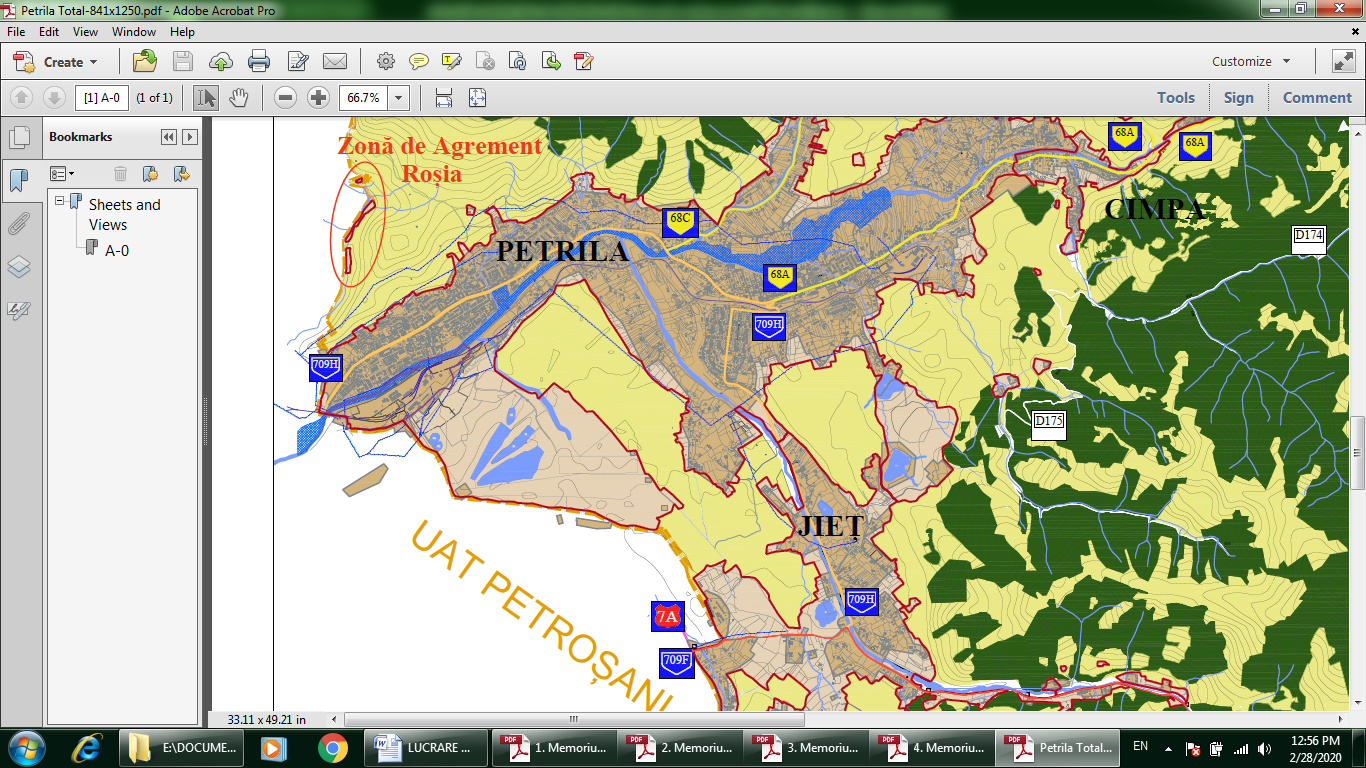 Petrila Total-841x1250.pdf - Adobe Acrobat Pro
File Edit View Window Help
Create
Customize
[1] A-0 (1 of 1) 66.7%
Tools Sign Comment
Bookmarks
Sheets and
Views
A-0
Zonă de Agrement
Roșia
68A
68A
68C
CIMPA
D174
PETRILA
68A
709H
709H
D175
JIEȚ
UAT PETROȘANI
709H
7A
709F
33.11 x 49.21 in
E:\DOCUME...
LUCRARE ...
1. Memoriu...
2. Memoriu...
3. Memoriu...
4. Memoriu...
Petrila Total...
EN
12:56 PM
2/28/2020